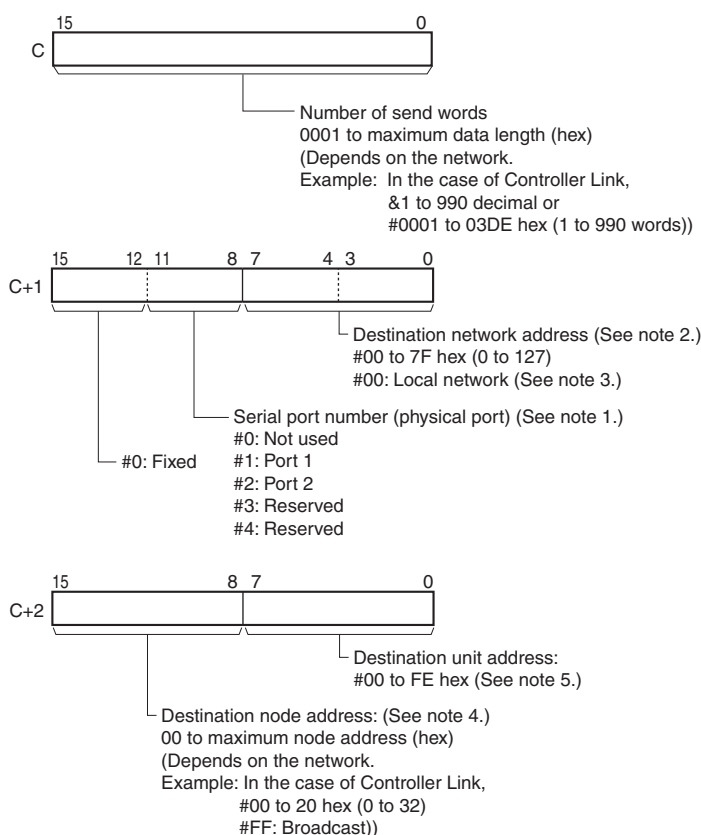 15 0
C
Number of send words
0001 to maximum data length (hex)
(Depends on the network.
Example: In the case of Controller Link,
&1 to 990 decimal or
#0001 to 03DE hex (1 to 990 words))
15 12 11 8 7 4 3 0
C+1
Destination network address (See note 2.)
#00 to 7F hex (0 to 127)
#00: Local network (See note 3.)
Serial port number (physical port) (See note 1.)
#0: Not used
#1: Port 1
#2: Port 2
#3: Reserved
#4: Reserved
#0: Fixed
15 8 7 0
C+2
Destination unit address:
#00 to FE hex (See note 5.)
Destination node address: (See note 4.)
00 to maximum node address (hex)
(Depends on the network.
Example: In the case of Controller Link,
#00 to 20 hex (0 to 32)
#FF: Broadcast))